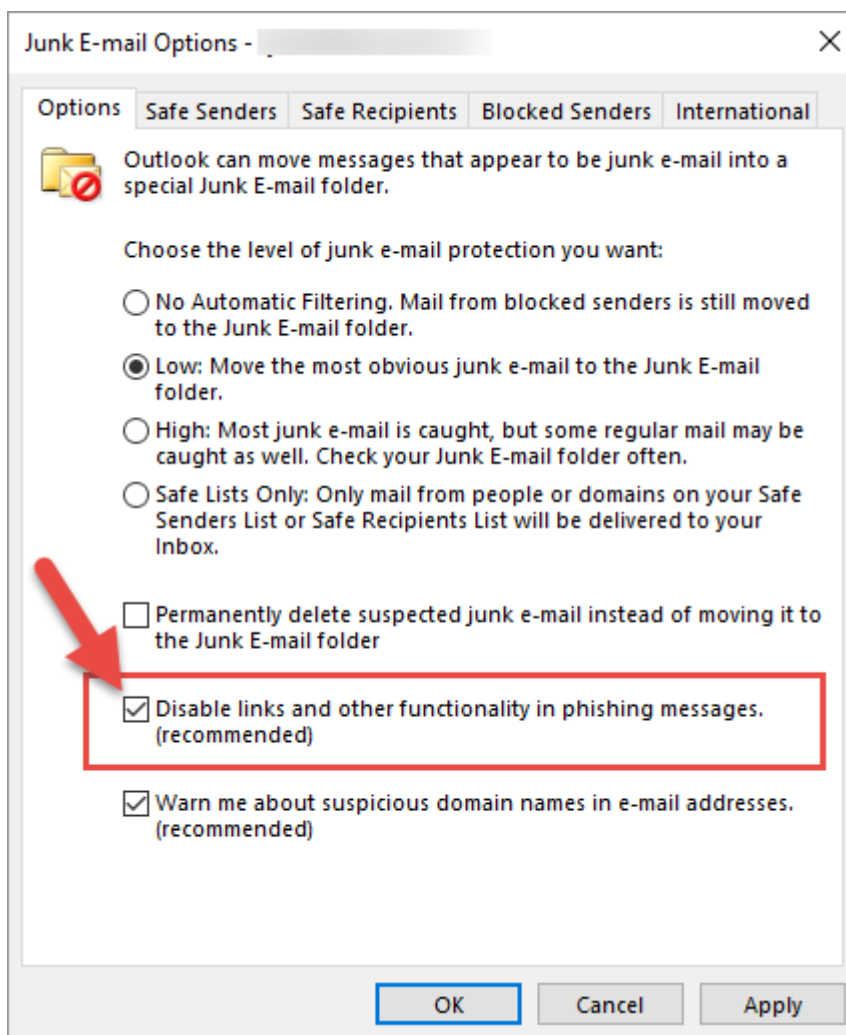 Junk E-mail Options -
Options
Safe Senders
Safe Recipients
Blocked Senders
International
Outlook can move messages that appear to be junk e-mail into a
special Junk E-mail folder.
Choose the level of junk e-mail protection you want:
No Automatic Filtering. Mail from blocked senders is still moved
to the Junk E-mail folder.
Low: Move the most obvious junk e-mail to the Junk E-mail
folder.
High: Most junk e-mail is caught, but some regular mail may be
caught as well. Check your Junk E-mail folder often.
Safe Lists Only: Only mail from people or domains on your Safe
Senders List or Safe Recipients List will be delivered to your
Inbox.
Permanently delete suspected junk e-mail instead of moving it to
the Junk E-mail folder
Disable links and other functionality in phishing messages.
(recommended)
Warn me about suspicious domain names in e-mail addresses.
(recommended)
OK
Cancel
Apply